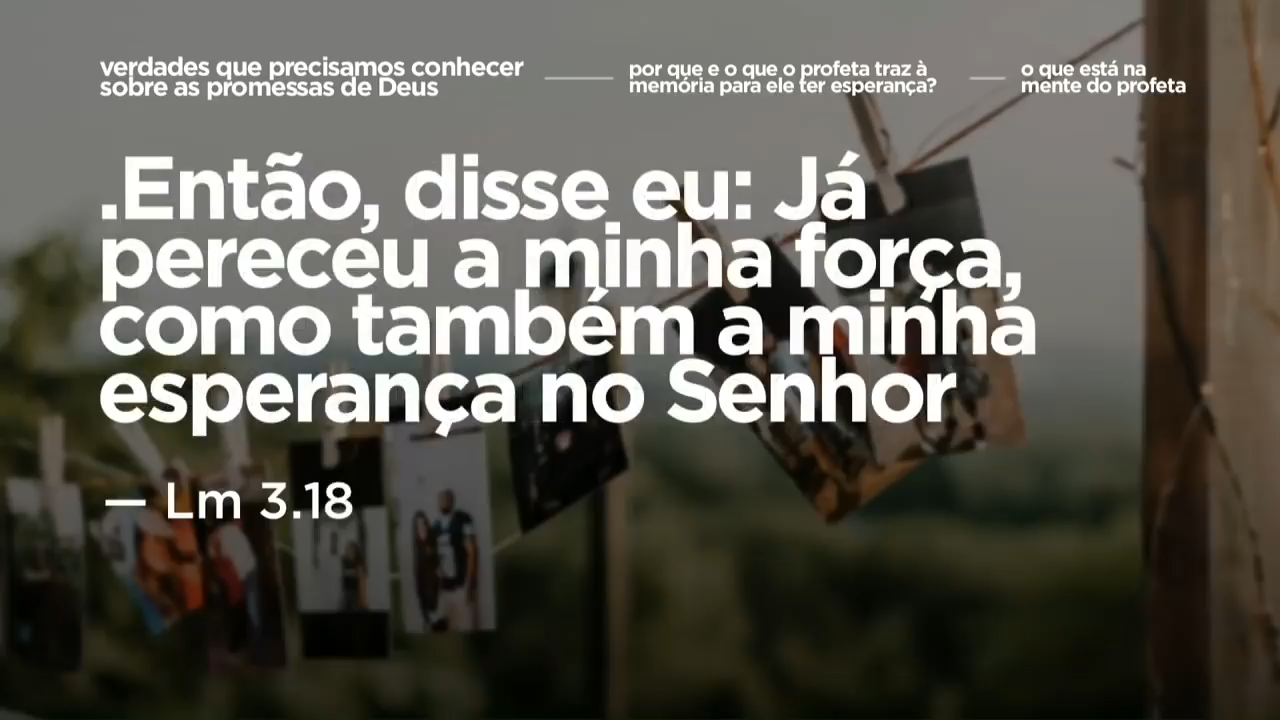 verdades que precisamos conhecer
sobre as promessas de Deus
por que e o que o profeta traz à
memória para ele ter esperança?
o que está na
mente do profeta
.Então, disse eu: Já
pereceu a minha força,
como também a minha
esperança no Senhor
— Lm 3.18